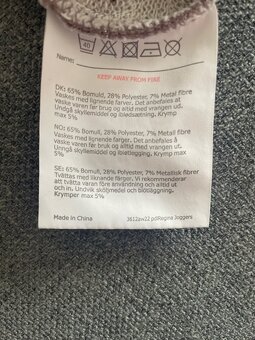 40
Name:
KEEP AWAY FROM FIRE
DK: 65% Bomuld, 28% Polyester, 7% Metal fibre
Vaskes med lignende farver. Det anbefales at
vaske varen før brug og altid med vrangen ud.
Undgå skyllemiddel og iblødsætning. Krymp
max 5%
NO: 65% Bomull, 28% Polyester, 7% Metall fibre
Vaskes med lignende farger. Det anbefales å
vaske varen før bruk og altid med vrangen ut.
Unngå skyllemiddel og bløtlegging. Krymp max
5%
SE: 65% Bomull, 28% Polyester, 7% Metallisk fibrer
Tvättas med liknande färger. Vi rekommenderar
att tvätta varan före användning och alltid ut
och in. Undvik sköljmedel och blötläggning.
Krymper max 5%
Made in China
3612aw22 pdRegina Joggers